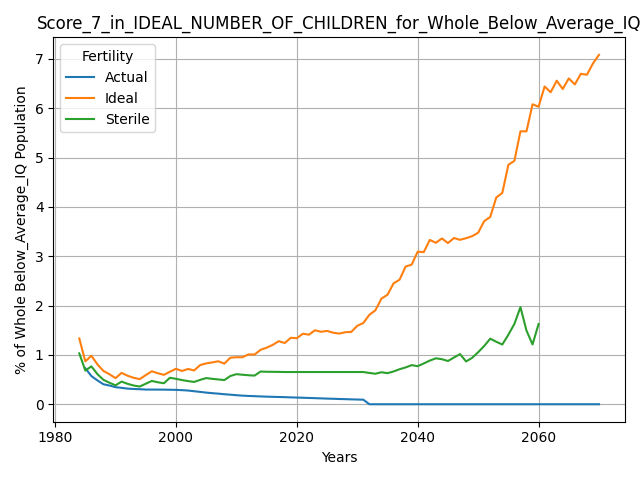 Score_7_in_IDEAL_NUMBER_OF_CHILDREN_for_Whole_Below_Average_IQ
Fertility
Actual
Ideal
Sterile
% of Whole Below_Average_IQ Population
7
6
5
4
3
2
1
0
1980 2000 2020 2040 2060
Years